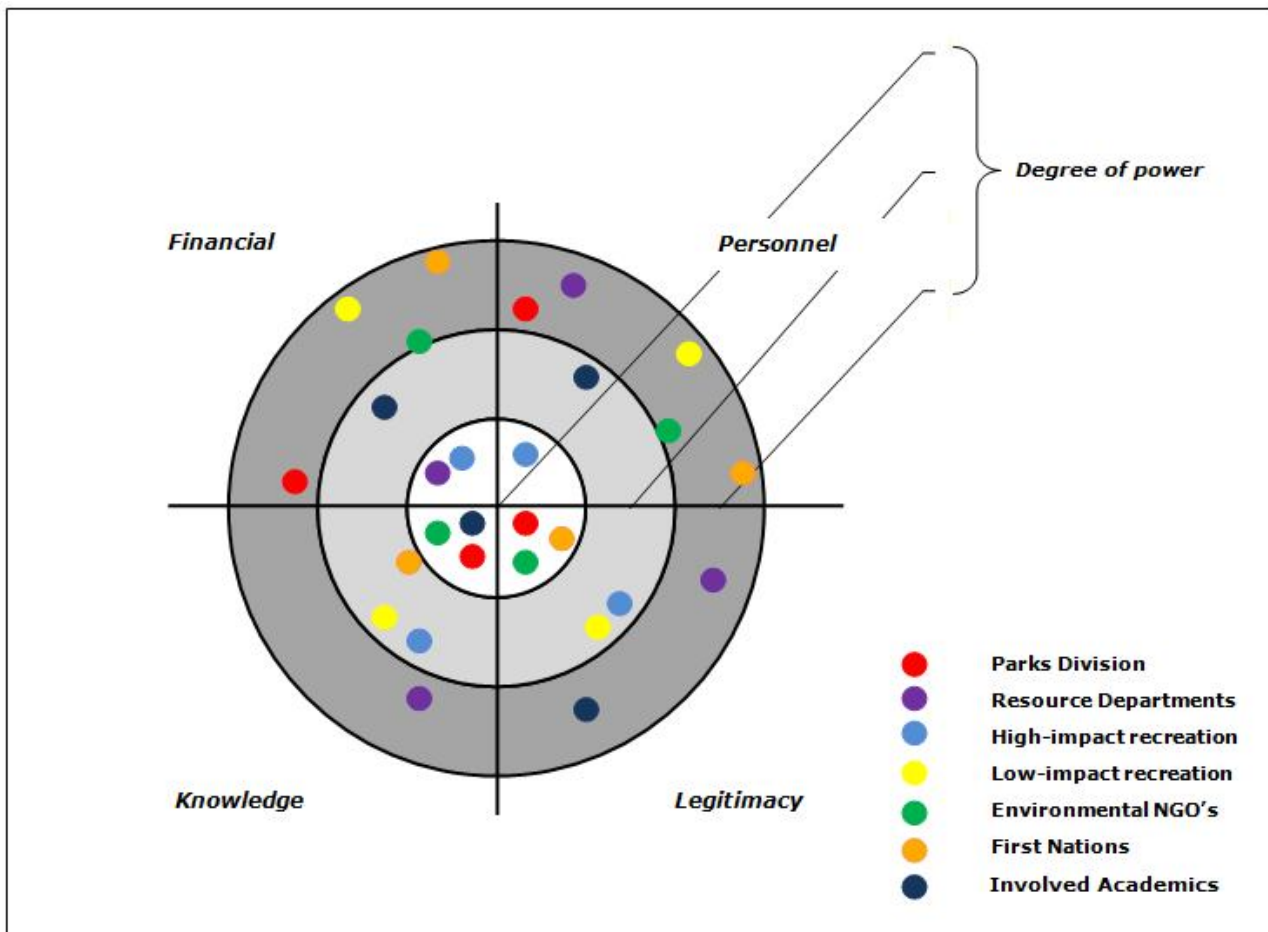 Degree of power
Financial
Personnel
Knowledge
Legitimacy
Parks Division
Resource Departments
High-impact recreation
Low-impact recreation
Environmental NGO's
First Nations
Involved Academics